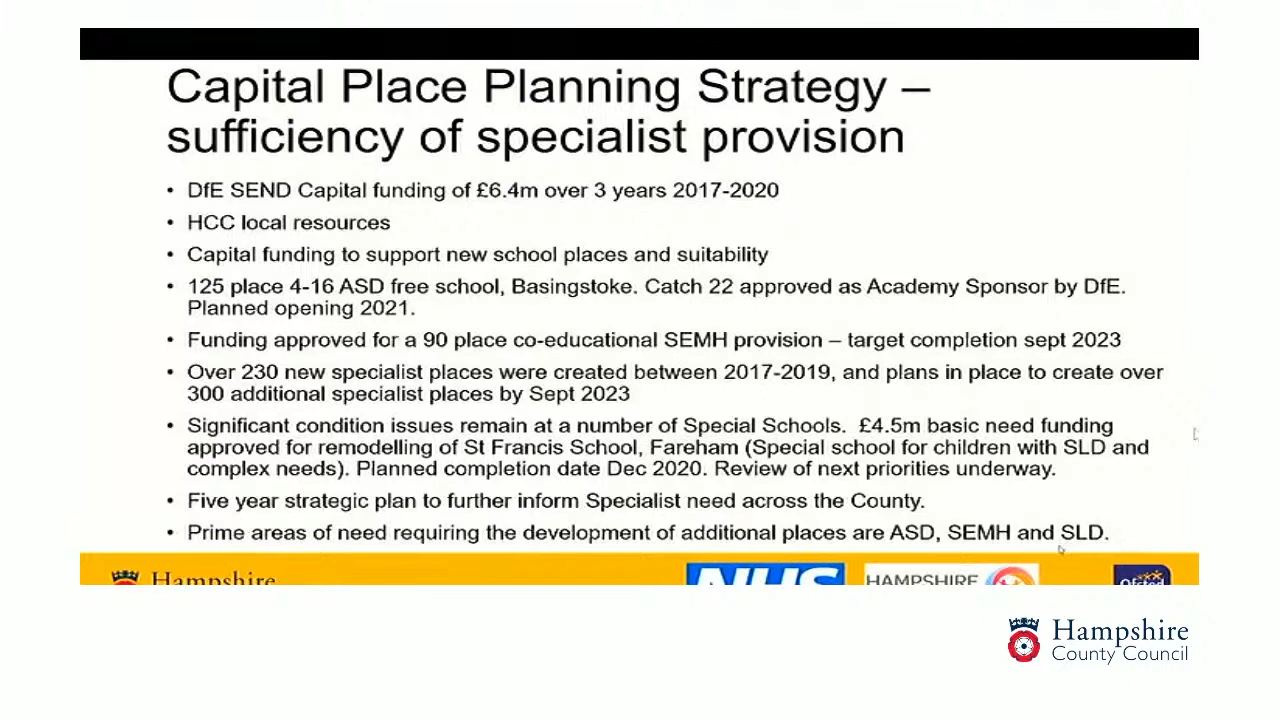 Capital Place Planning Strategy –
sufficiency of specialist provision
• DfE SEND Capital funding of £6.4m over 3 years 2017-2020
• HCC local resources
• Capital funding to support new school places and suitability
• 125 place 4-16 ASD free school, Basingstoke. Catch 22 approved as Academy Sponsor by DfE.
Planned opening 2021.
• Funding approved for a 90 place co-educational SEMH provision – target completion sept 2023
• Over 230 new specialist places were created between 2017-2019, and plans in place to create over
300 additional specialist places by Sept 2023
• Significant condition issues remain at a number of Special Schools. £4.5m basic need funding
approved for remodelling of St Francis School, Fareham (Special school for children with SLD and
complex needs). Planned completion date Dec 2020. Review of next priorities underway.
• Five year strategic plan to further inform Specialist need across the County.
• Prime areas of need requiring the development of additional places are ASD, SEMH and SLD.
Hampshire
NHS
HAMPSHIRE
Ofsted
Hampshire
County Council